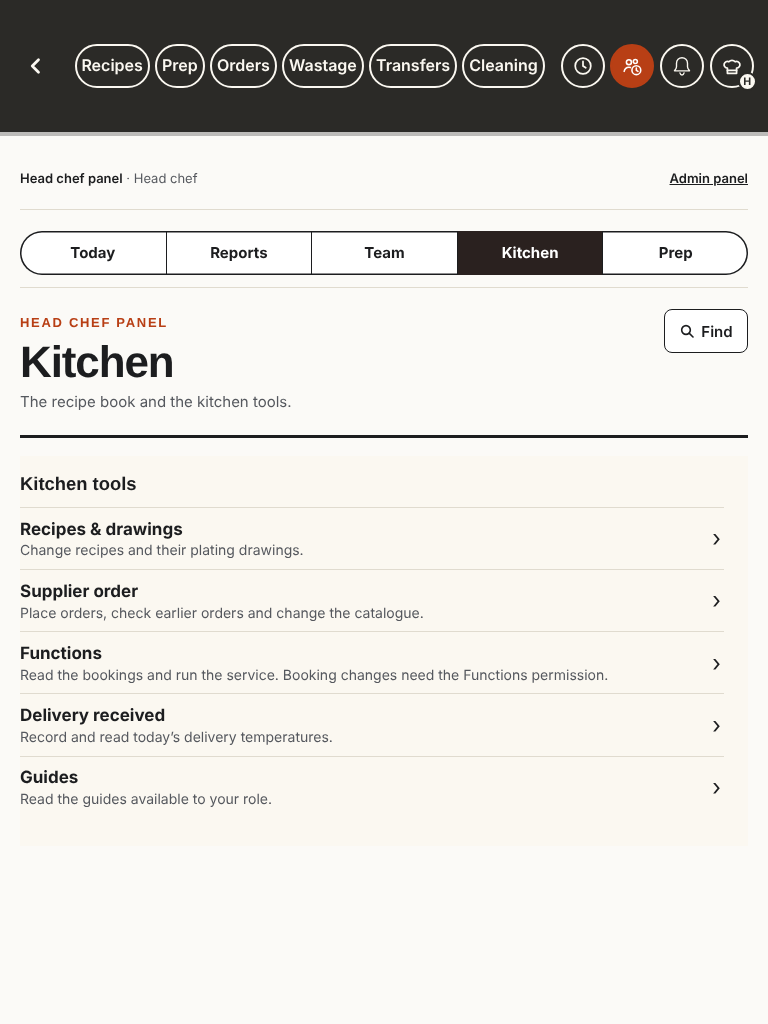 Recipes Prep Orders Wastage Transfers Cleaning
H
Head chef panel · Head chef Admin panel
Today Reports Team Kitchen Prep
HEAD CHEF PANEL
Find
Kitchen
The recipe book and the kitchen tools.
Kitchen tools
Recipes & drawings
Change recipes and their plating drawings.
Supplier order
Place orders, check earlier orders and change the catalogue.
Functions
Read the bookings and run the service. Booking changes need the Functions permission.
Delivery received
Record and read today’s delivery temperatures.
Guides
Read the guides available to your role.